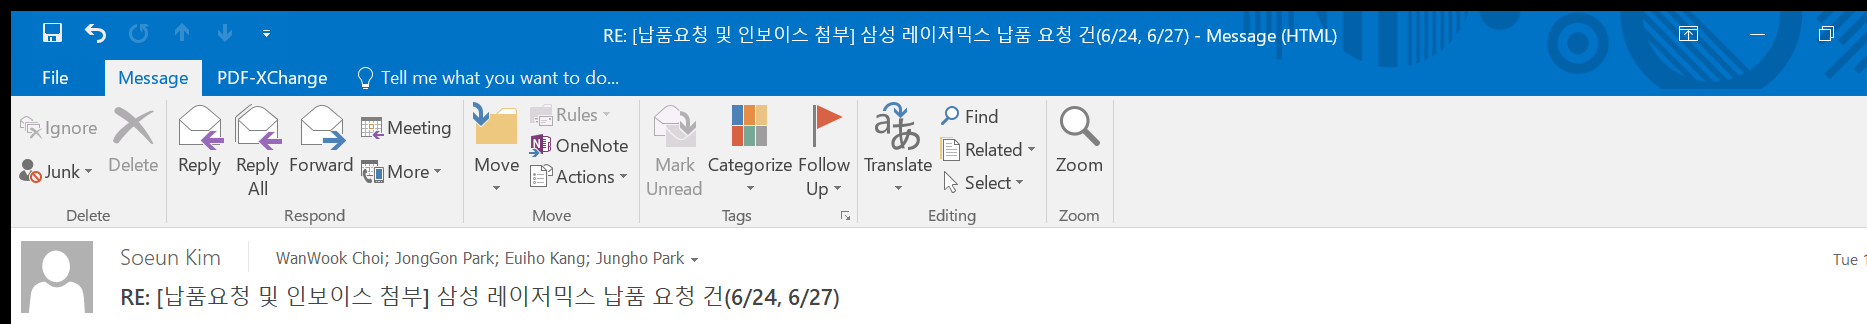 RE: [납품요청 및 인보이스 첨부] 삼성 레이저믹스 납품 요청 건(6/24, 6/27) - Message (HTML)
File Message PDF-XChange Tell me what you want to do...
Ignore
Junk
Delete
Delete
Reply
Reply All
Forward
Meeting
More
Respond
Move
Rules
OneNote
Actions
Move
Mark Unread
Categorize
Follow Up
Tags
Translate
Find
Related
Select
Editing
Zoom
Zoom
Soeun Kim WanWook Choi; JongGon Park; Euiho Kang; Jungho Park
Tue
RE: [납품요청 및 인보이스 첨부] 삼성 레이저믹스 납품 요청 건(6/24, 6/27)